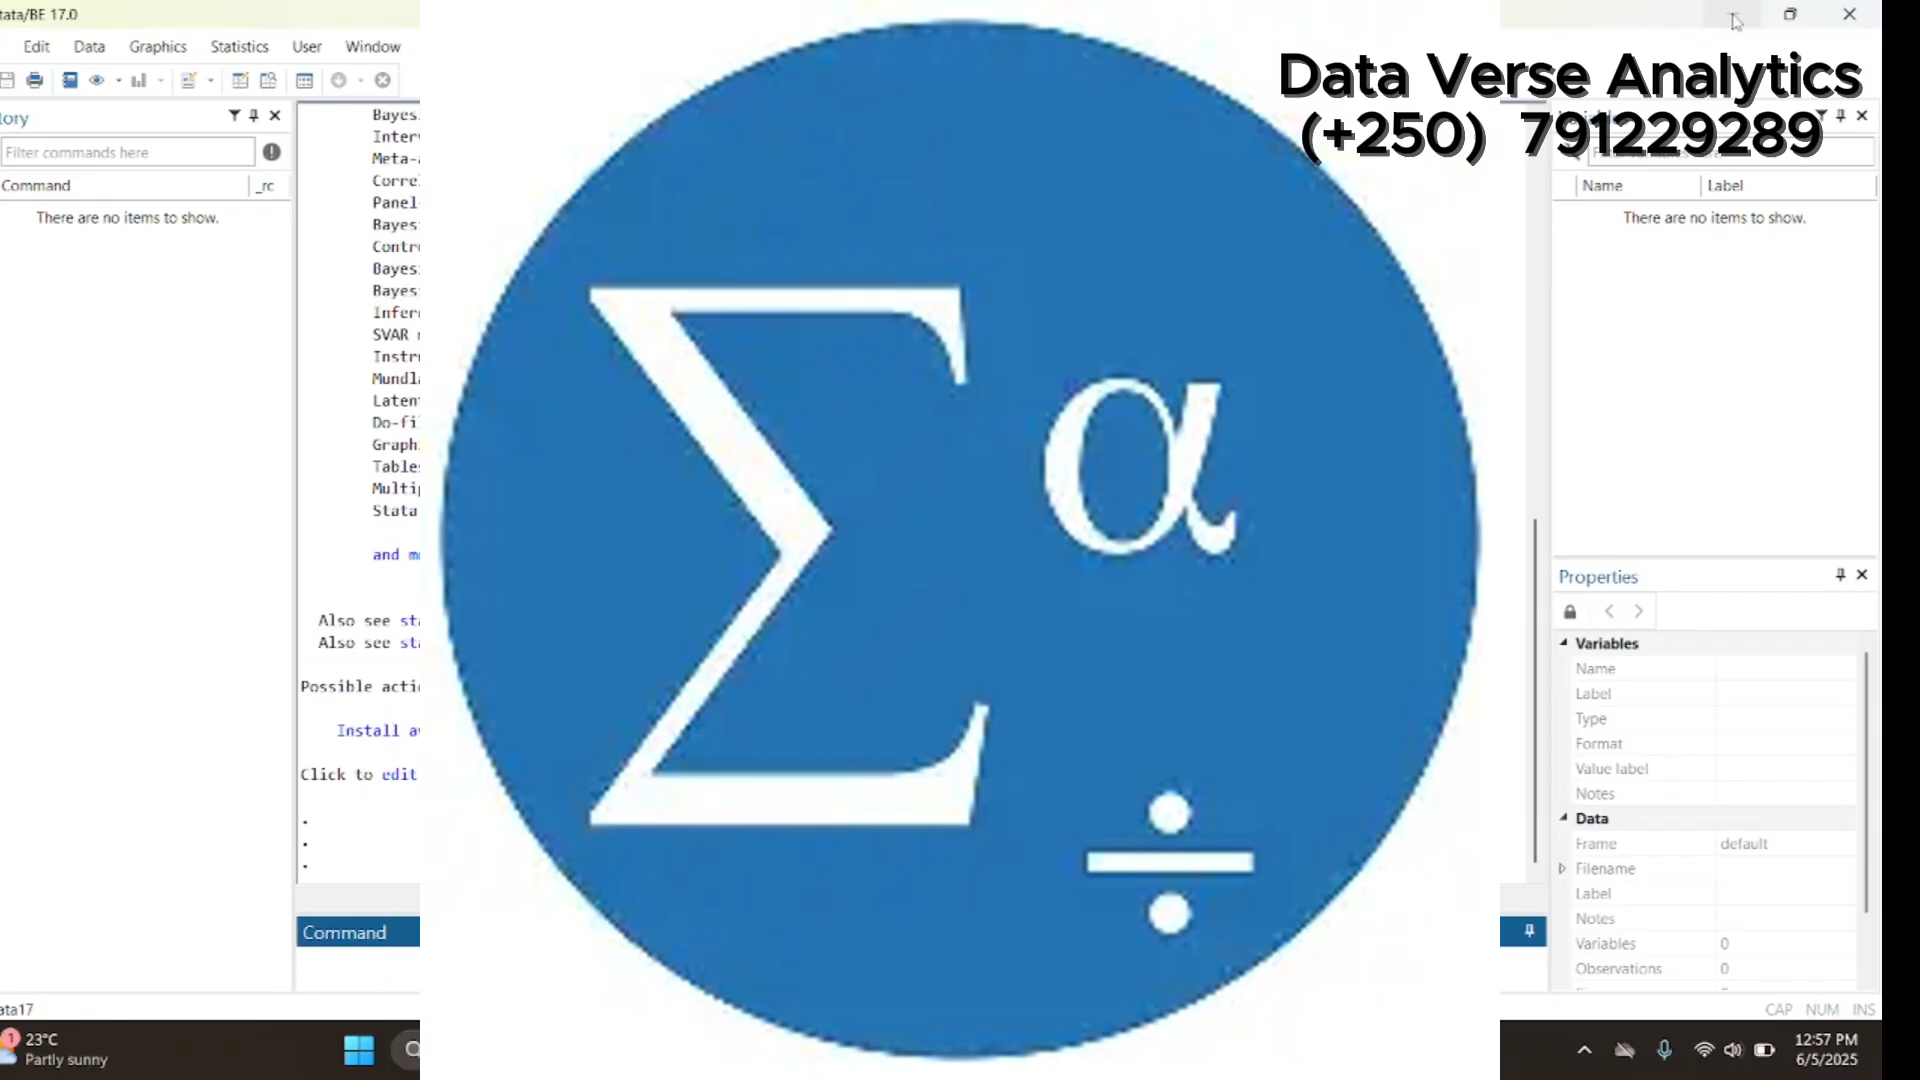 tata/BE 17.0
Edit Data Graphics Statistics User Window
Data Verse Analytics
(+250) 791229289
tory
Filter commands here
Command _rc
There are no items to show.
Bayes
Inter
Meta-
Corre
Panel
Bayes
Contr
Bayes
Bayes
Infer
SVAR
Instr
Mundl
Laten
Do-fi
Graph
Table
Multi
Stata
and m
Also see st
Also see st
Possible acti
Install a
Click to edit
.
.
.
Command
Σ α ÷
Name Label
There are no items to show.
Properties
Variables
Name
Label
Type
Format
Value label
Notes
Data
Frame default
Filename
Label
Notes
Variables 0
Observations 0
ata17
CAP NUM INS
1
23°C
Partly sunny
12:57 PM
6/5/2025